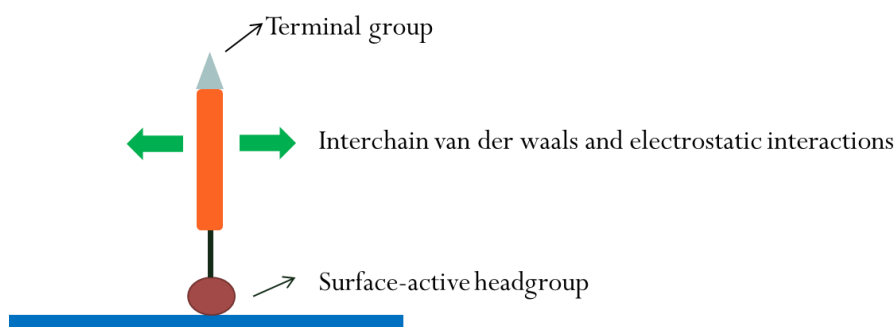 Terminal group
Interchain van der waals and electrostatic interactions
Surface-active headgroup